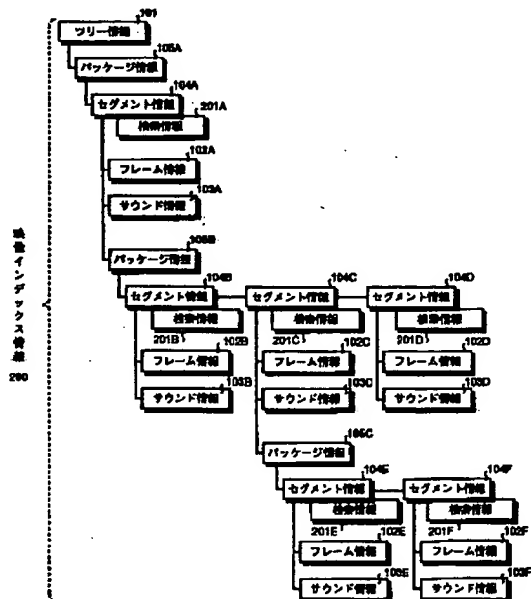 101
ツリー情報
105A
パッケージ情報
104A
セグメント情報
201A
検索情報
102A
フレーム情報
103A
サウンド情報
105B
パッケージ情報
104B
104C
104D
セグメント情報
セグメント情報
セグメント情報
検索情報
検索情報
検索情報
201B
102B
201C
102C
201D
102D
フレーム情報
フレーム情報
フレーム情報
103B
103C
103D
サウンド情報
サウンド情報
サウンド情報
105C
パッケージ情報
104E
104F
セグメント情報
セグメント情報
検索情報
検索情報
201E
102E
201F
102F
フレーム情報
フレーム情報
103E
103F
サウンド情報
サウンド情報
映像インデックス情報
200